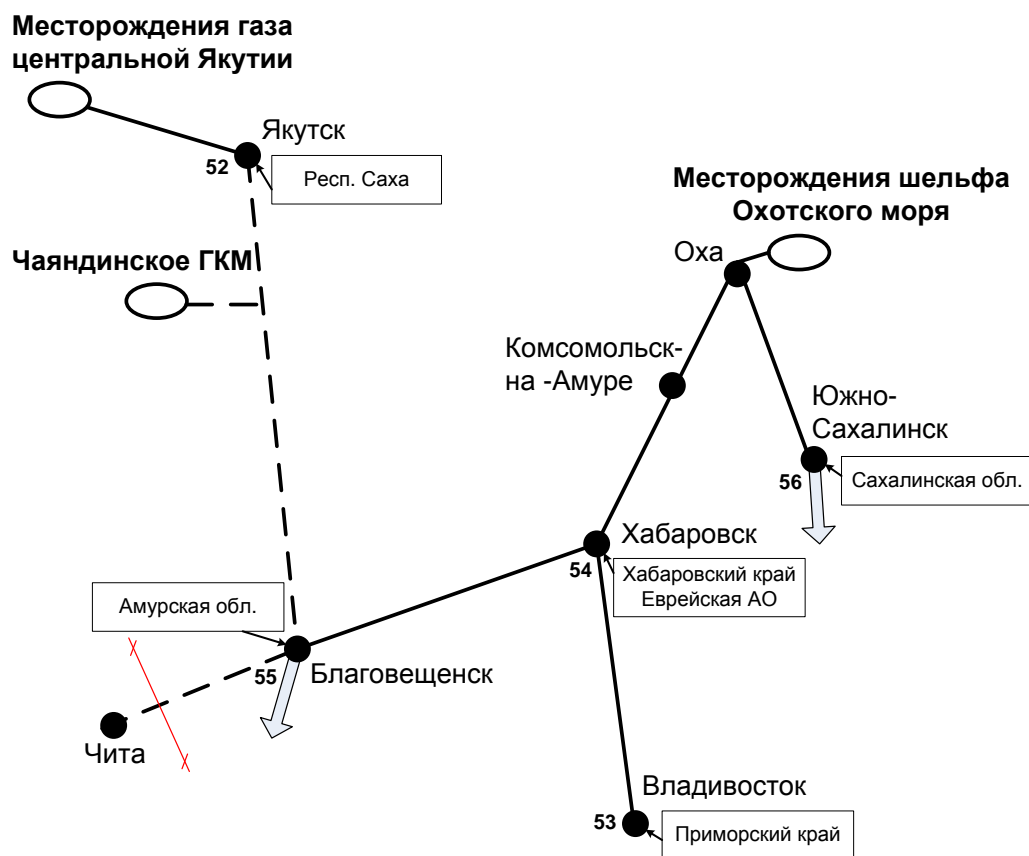 Месторождения газа
центральной Якутии
Якутск
52
Респ. Саха
Месторождения шельфа
Охотского моря
Чаяндинское ГКМ
Оха
Комсомольск-
на -Амуре
Южно-
Сахалинск
56
Сахалинская обл.
Хабаровск
54
Хабаровский край
Еврейская АО
Амурская обл.
55
Благовещенск
Чита
Владивосток
53
Приморский край